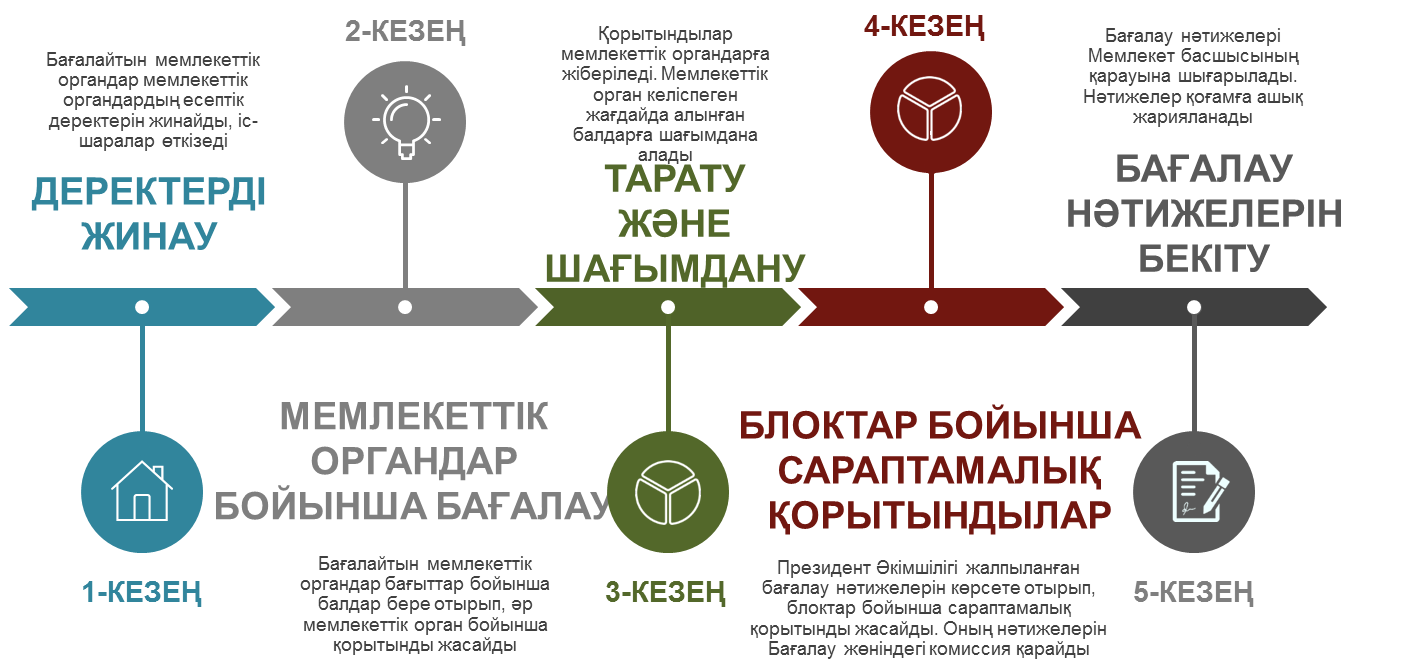 Бағалайтын мемлекеттік
органдар мемлекеттік
органдардың есептік
деректерін жинайды, іс-
шаралар өткізеді
ДЕРЕКТЕРДІ
ЖИНАУ
1-КЕЗЕҢ
2-КЕЗЕҢ
МЕМЛЕКЕТТІК
ОРГАНДАР
БОЙЫНША БАҒАЛАУ
Бағалайтын мемлекеттік
органдар бағыттар бойынша
балдар бере отырып, әр
мемлекеттік орган бойынша
қорытынды жасайды
Қорытындылар
мемлекеттік органдарға
жіберіледі. Мемлекеттік
орган келіспеген
жағдайда алынған
балдарға шағымдана
алады
ТАРАТУ
ЖӘНЕ
ШАҒЫМДАНУ
3-КЕЗЕҢ
4-КЕЗЕҢ
БЛОКТАР БОЙЫНША
САРАПТАМАЛЫҚ
ҚОРЫТЫНДЫЛАР
Президент Әкімшілігі жалпыланған
бағалау нәтижелерін көрсете отырып,
блоктар бойынша сараптамалық
қорытынды жасайды. Оның нәтижелерін
Бағалау жөніндегі комиссия қарайды
Бағалау нәтижелері
Мемлекет басшысының
қарауына шығарылады.
Нәтижелер қоғамға ашық
жарияланады
БАҒАЛАУ
НӘТИЖЕЛЕРІН
БЕКІТУ
5-КЕЗЕҢ